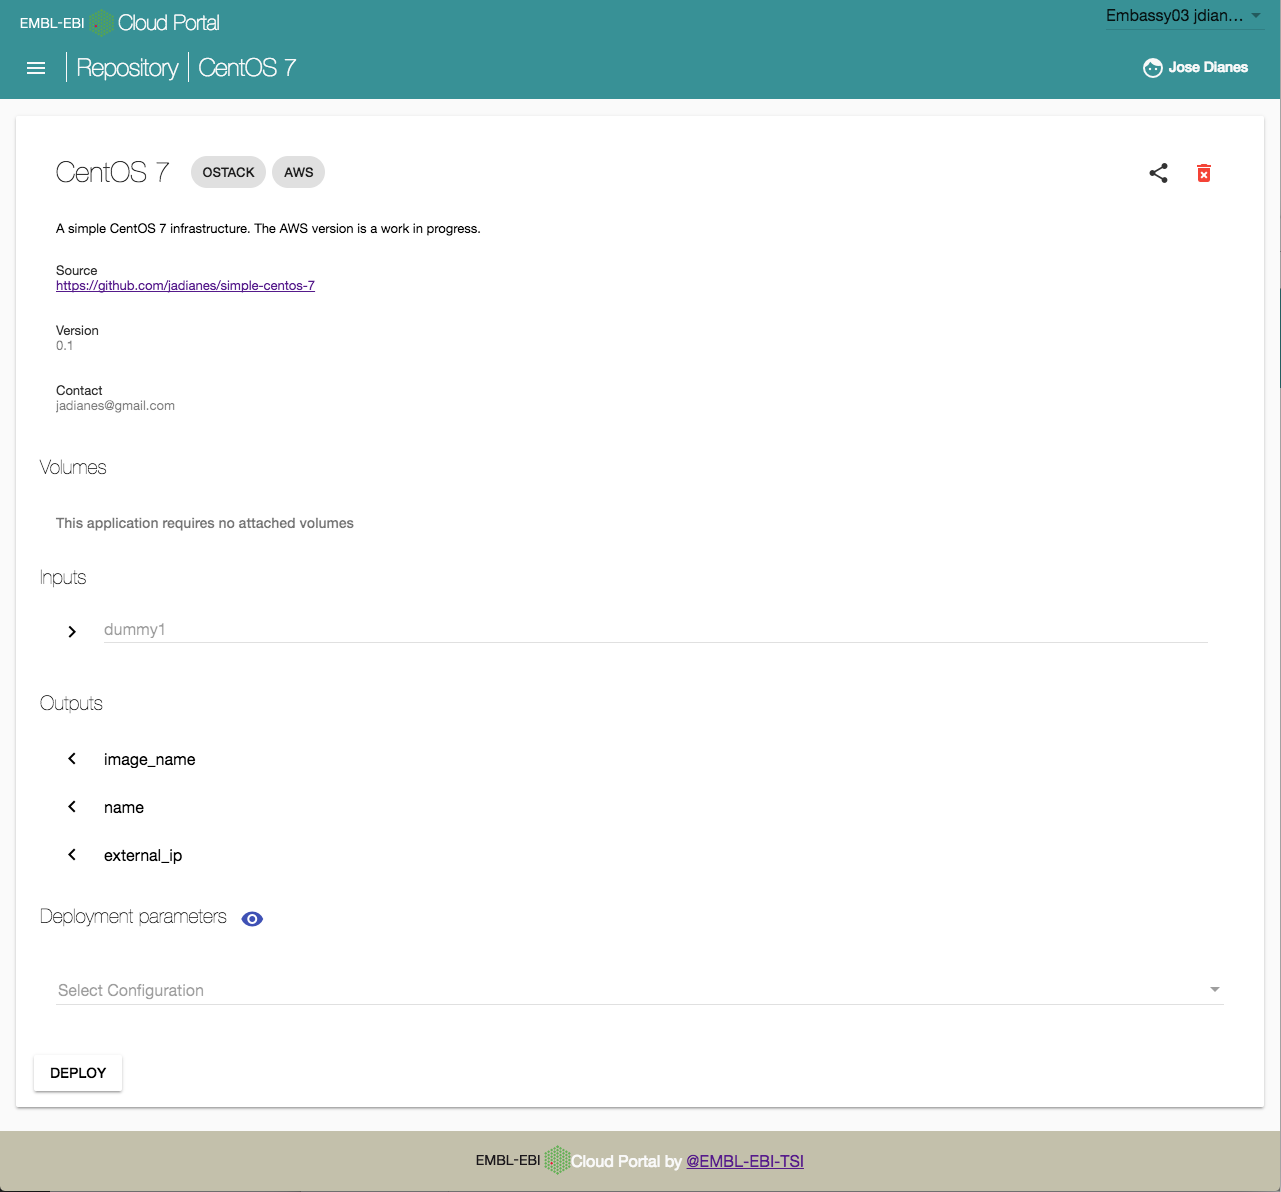 EMBL-EBI Cloud Portal
Embassy03 jdian...
Repository
CentOS 7
Jose Dianes
CentOS 7
OSTACK
AWS
A simple CentOS 7 infrastructure. The AWS version is a work in progress.
Source
https://github.com/jadianes/simple-centos-7
Version
0.1
Contact
jadianes@gmail.com
Volumes
This application requires no attached volumes
Inputs
dummy1
Outputs
image_name
name
external_ip
Deployment parameters
Select Configuration
DEPLOY
EMBL-EBI Cloud Portal by @EMBL-EBI-TSI